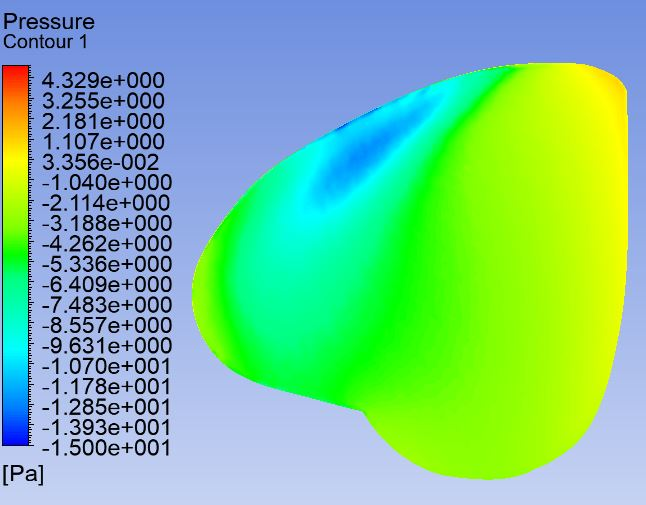 Pressure
Contour 1
4.329e+000
3.255e+000
2.181e+000
1.107e+000
3.356e-002
-1.040e+000
-2.114e+000
-3.188e+000
-4.262e+000
-5.336e+000
-6.409e+000
-7.483e+000
-8.557e+000
-9.631e+000
-1.070e+001
-1.178e+001
-1.285e+001
-1.393e+001
-1.500e+001
[Pa]